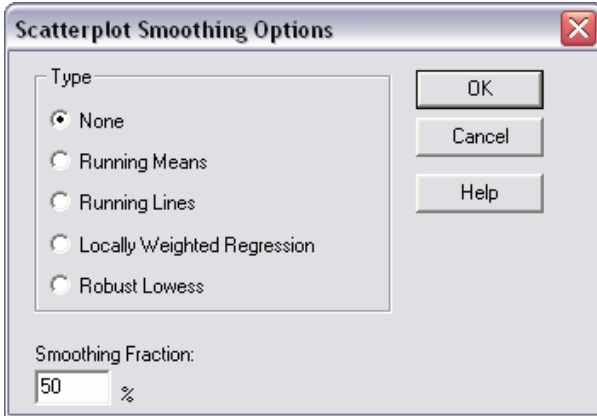 Scatterplot Smoothing Options
Type
None
Running Means
Running Lines
Locally Weighted Regression
Robust Lowess
OK
Cancel
Help
Smoothing Fraction:
50 %